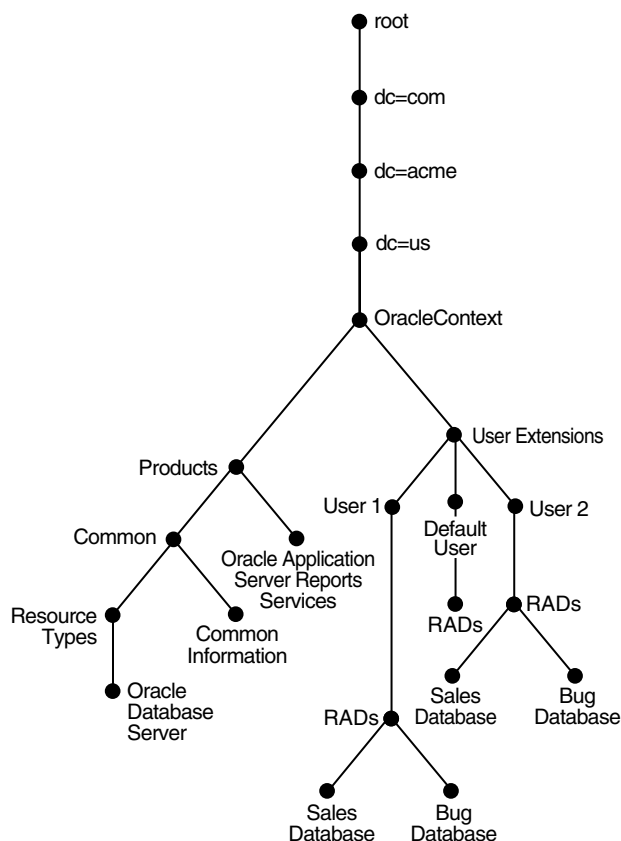 root
dc=com
dc=acme
dc=us
OracleContext
User Extensions
Products
User 1
Default
User
User 2
Common
Oracle Application
Server Reports
Services
Resource
Types
Common
Information
RADs
RADs
Oracle
Database
Server
Sales
Database
Bug
Database
RADs
Sales
Database
Bug
Database